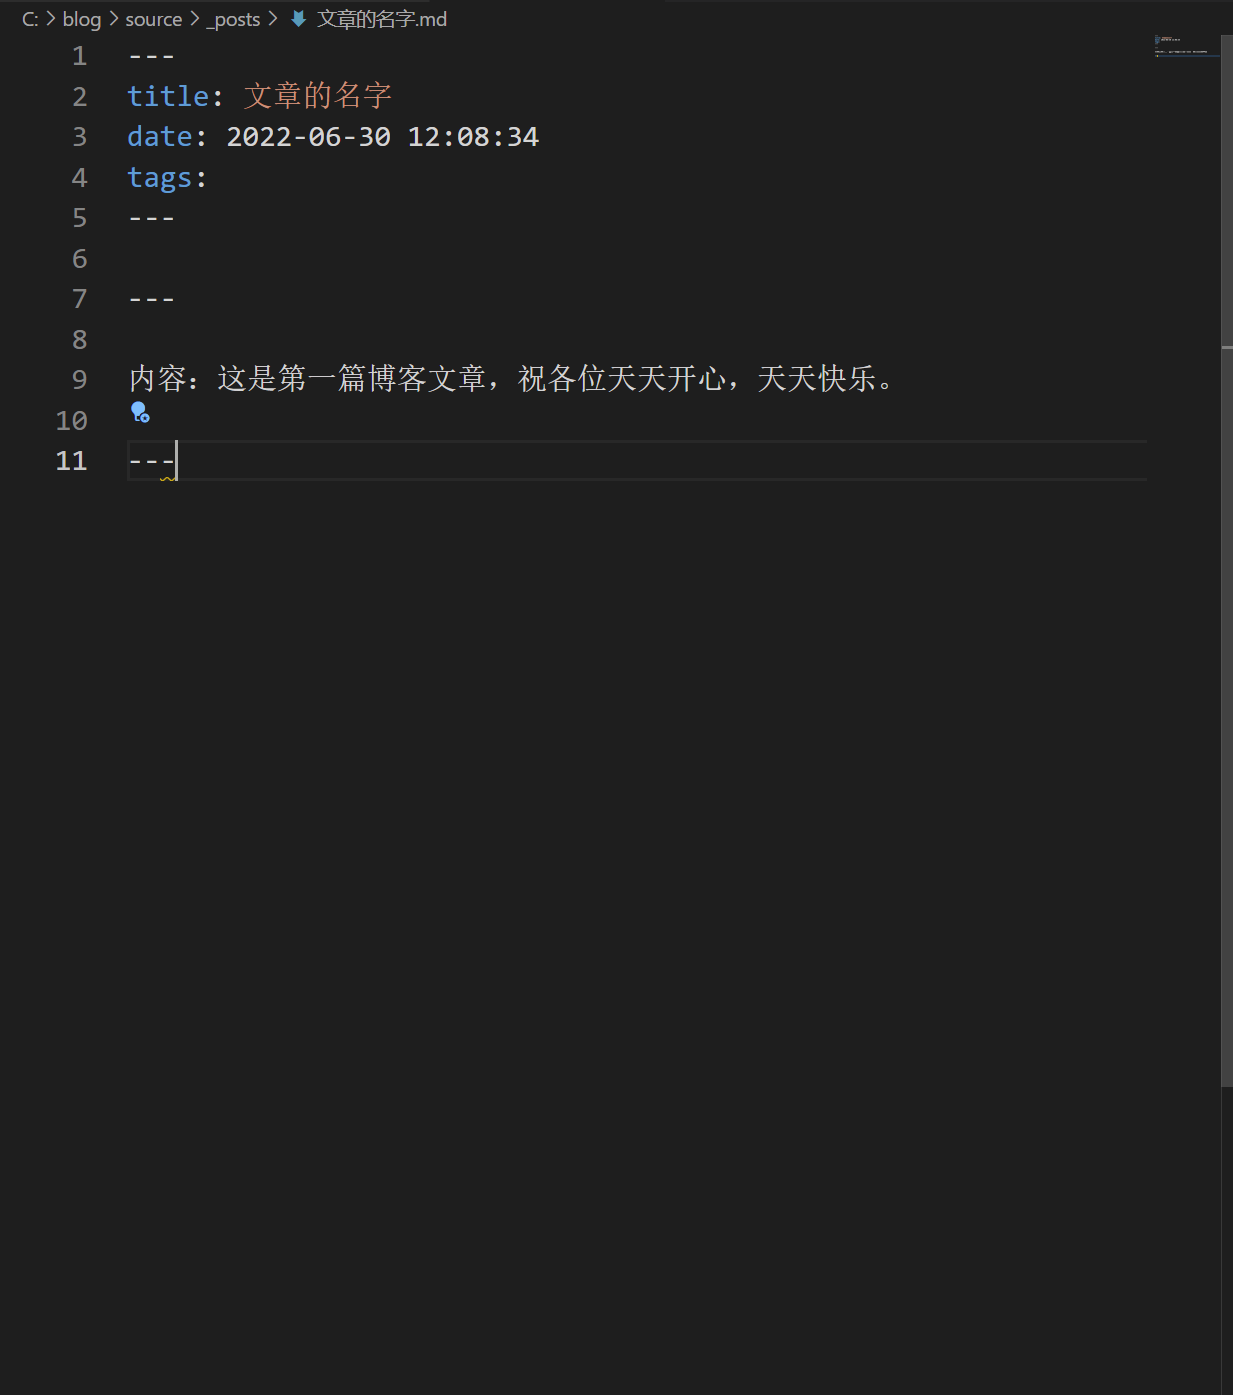 C: > blog > source > _posts > 文章的名字.md
1 ---
2 title: 文章的名字
3 date: 2022-06-30 12:08:34
4 tags:
5 ---
6
7 ---
8
9 内容：这是第一篇博客文章，祝各位天天开心，天天快乐。
10
11 ---